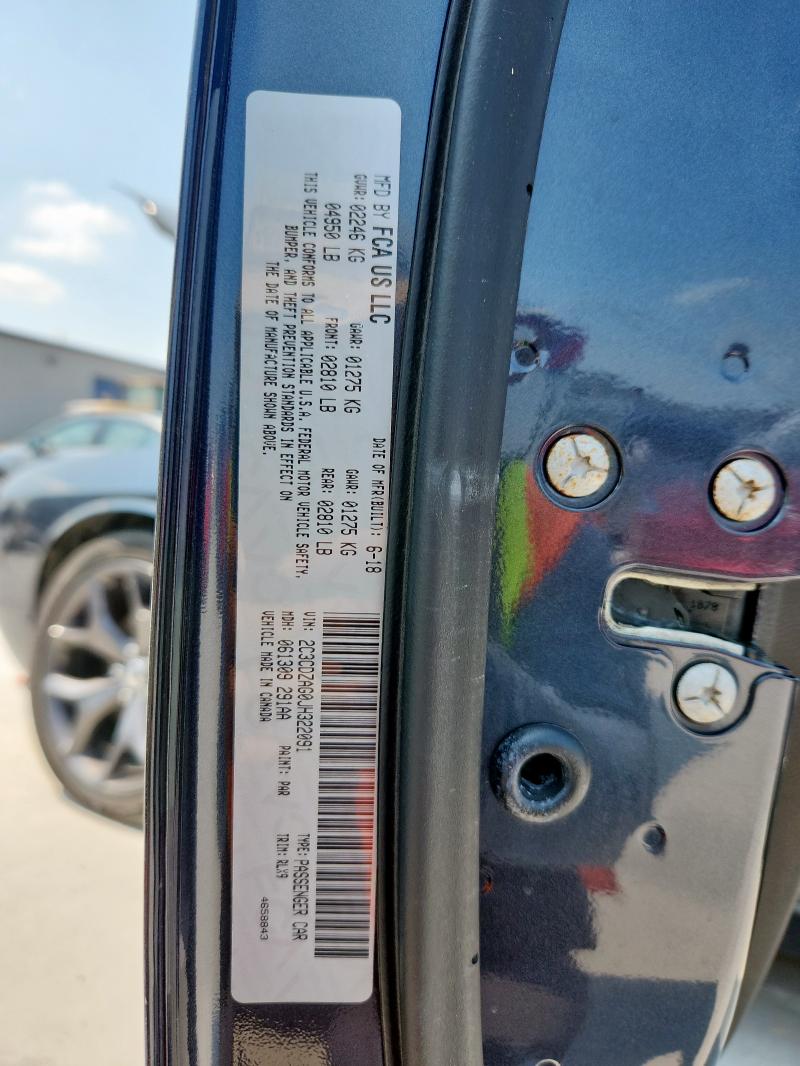 MFD BY FCA US LLC
DATE OF MFR(BUILT): 6-18
GVWR: 02246 KG GAWR: 01275 KG GAWR: 01275 KG
04950 LB FRONT: 02810 LB REAR: 02810 LB
THIS VEHICLE CONFORMS TO ALL APPLICABLE U.S.A. FEDERAL MOTOR VEHICLE SAFETY,
BUMPER, AND THEFT PREVENTION STANDARDS IN EFFECT ON
THE DATE OF MANUFACTURE SHOWN ABOVE.
VIN: 2C3CDZAG0JH322091 TYPE: PASSENGER CAR
MDH: 061309 291AA PAINT: PAR TRIM: RLX9
VEHICLE MADE IN CANADA 4658843
1878